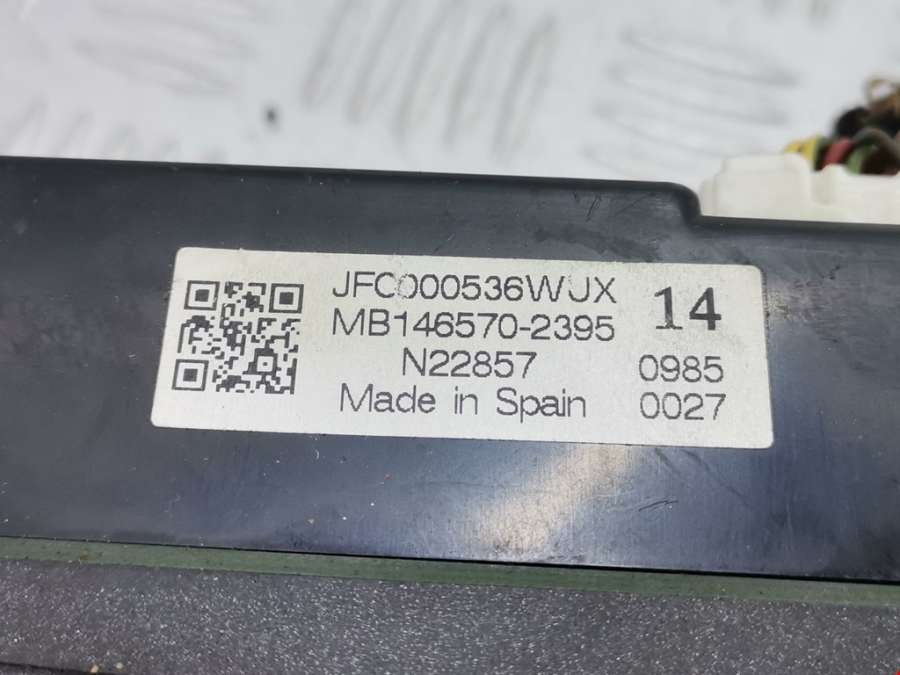 JFC000536WJX
MB146570-2395
N22857
Made in Spain
14
0985
0027